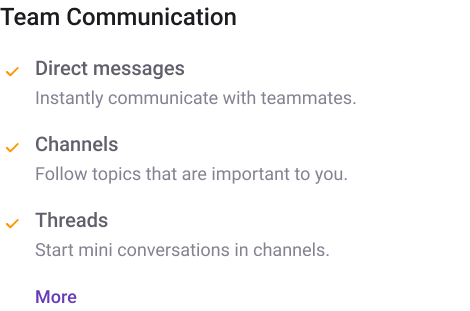 Team Communication
Direct messages
Instantly communicate with teammates.
Channels
Follow topics that are important to you.
Threads
Start mini conversations in channels.
More